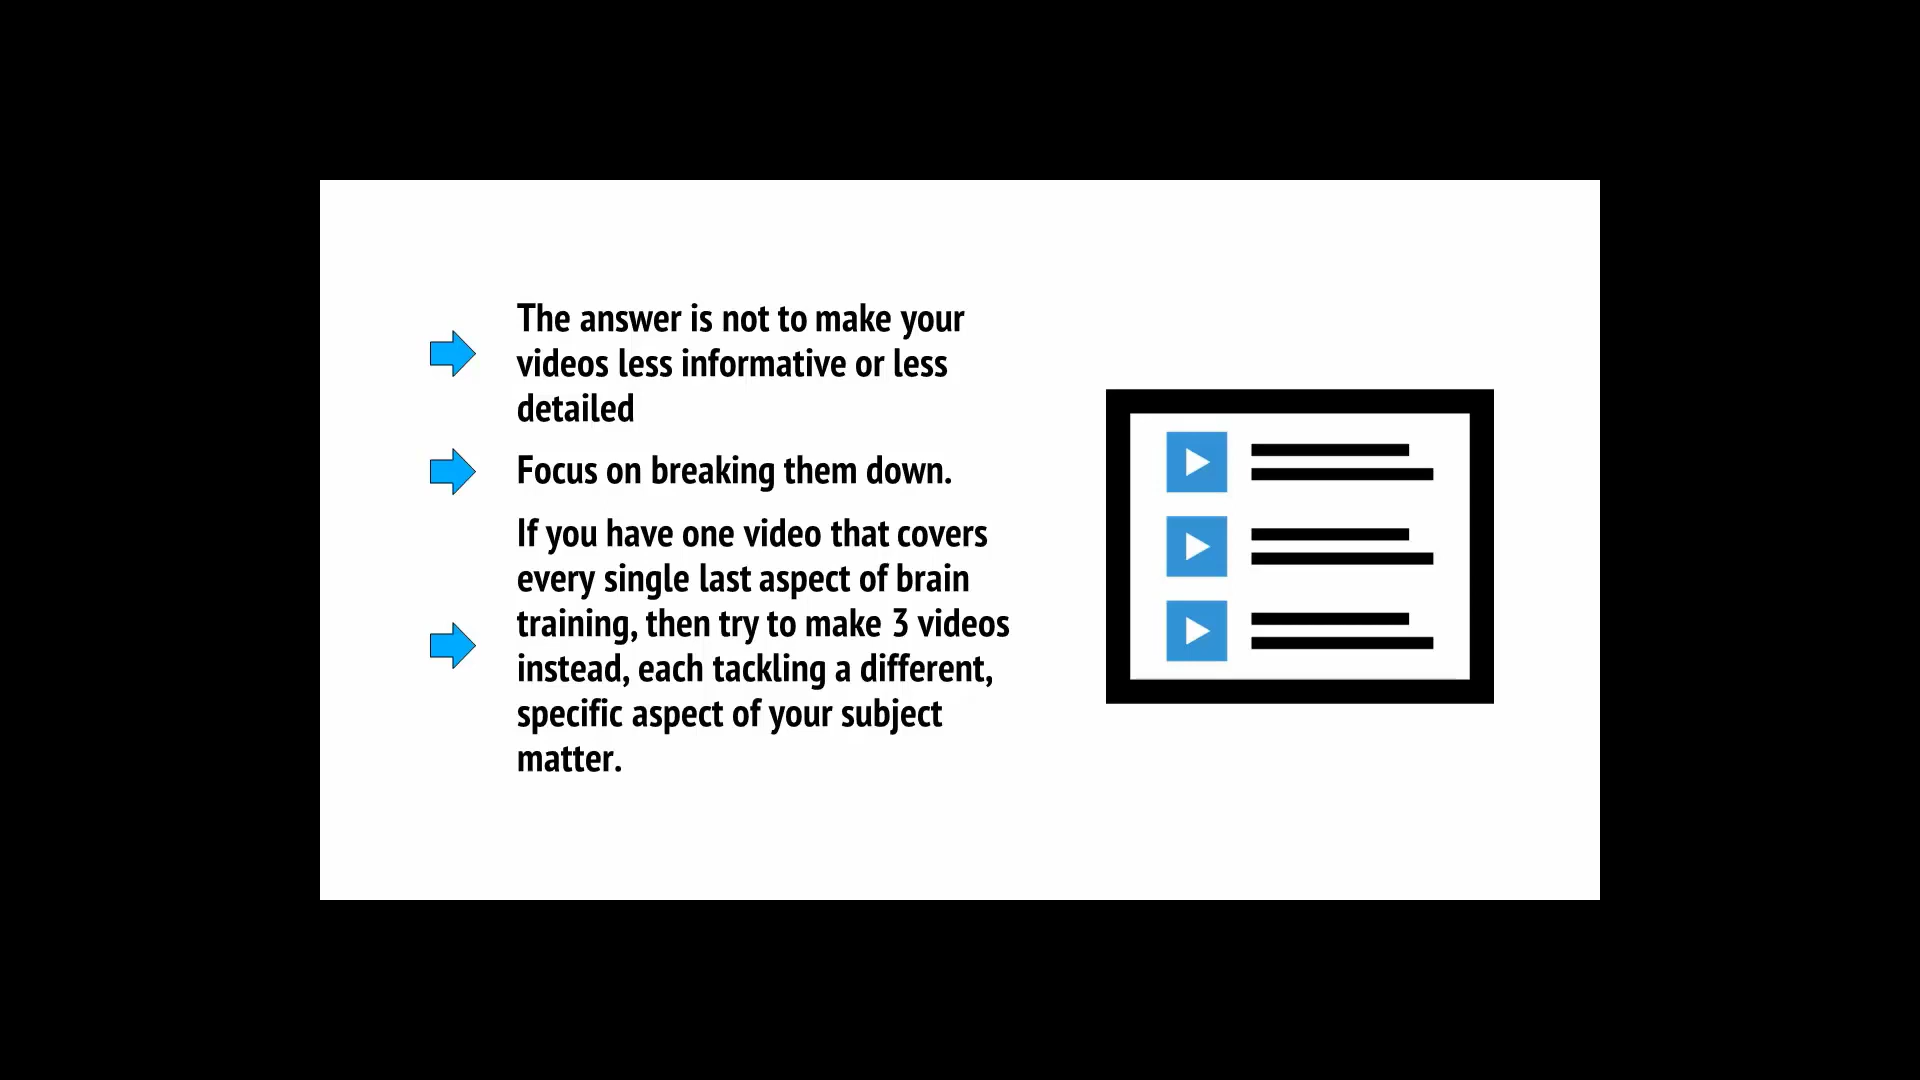 The answer is not to make your
videos less informative or less
detailed
Focus on breaking them down.
If you have one video that covers
every single last aspect of brain
training, then try to make 3 videos
instead, each tackling a different,
specific aspect of your subject
matter.